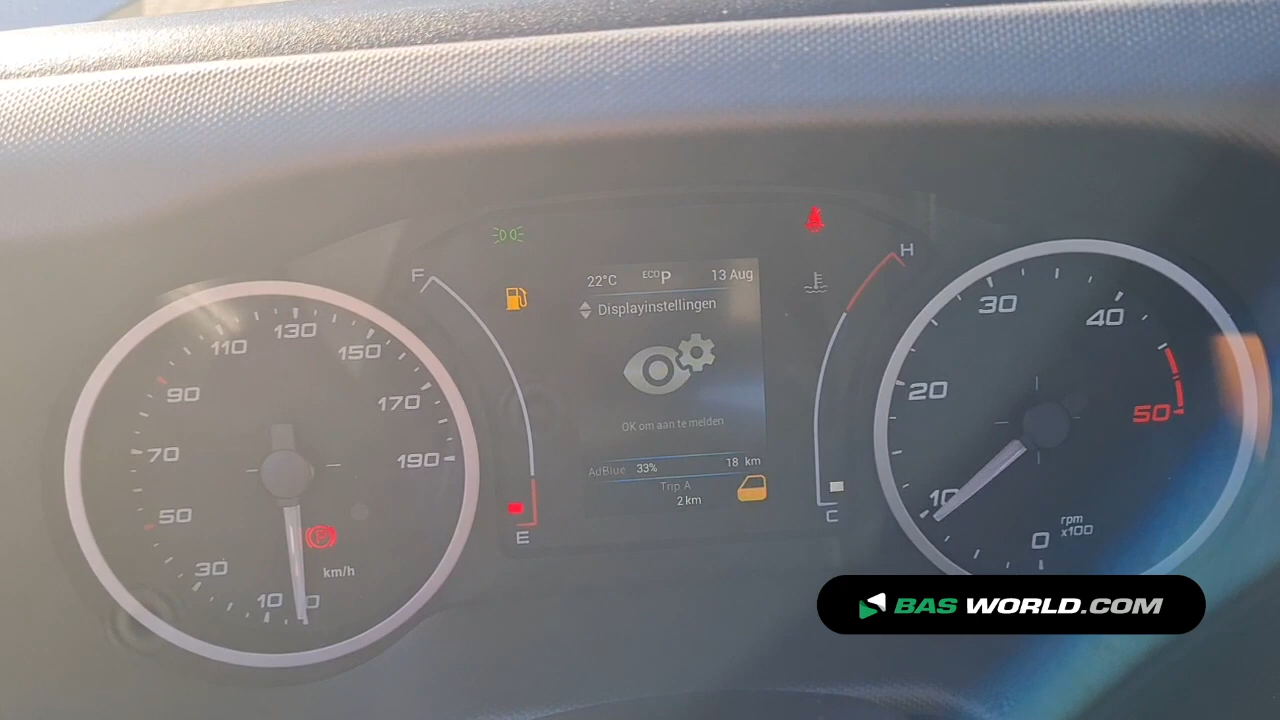 F
22°C ECO P 13 Aug
Displayinstellingen
OK om aan te melden
AdBlue 33% 18 km
Trip A
2 km
E
H
C
10
30
50
70
90
110
130
150
170
190
P
km/h
0
10
20
30
40
50
rpm
x100
BAS WORLD.COM